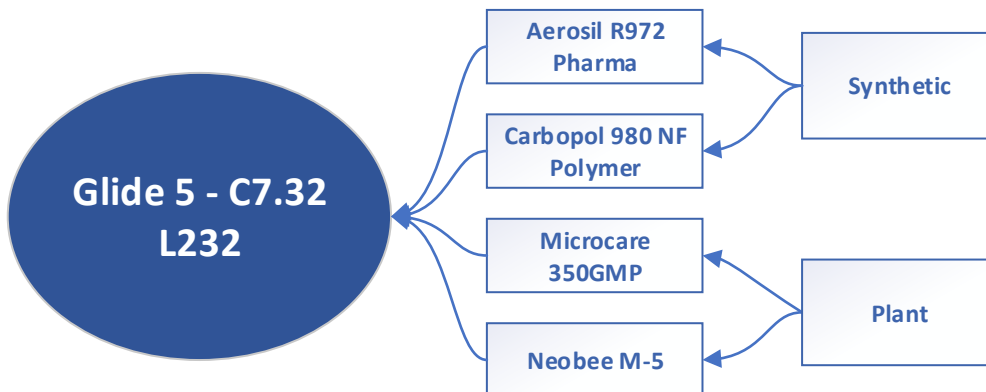 Glide 5 - C7.32
L232
Aerosil R972
Pharma
Carbopol 980 NF
Polymer
Microcare
350GMP
Neobee M-5
Synthetic
Plant